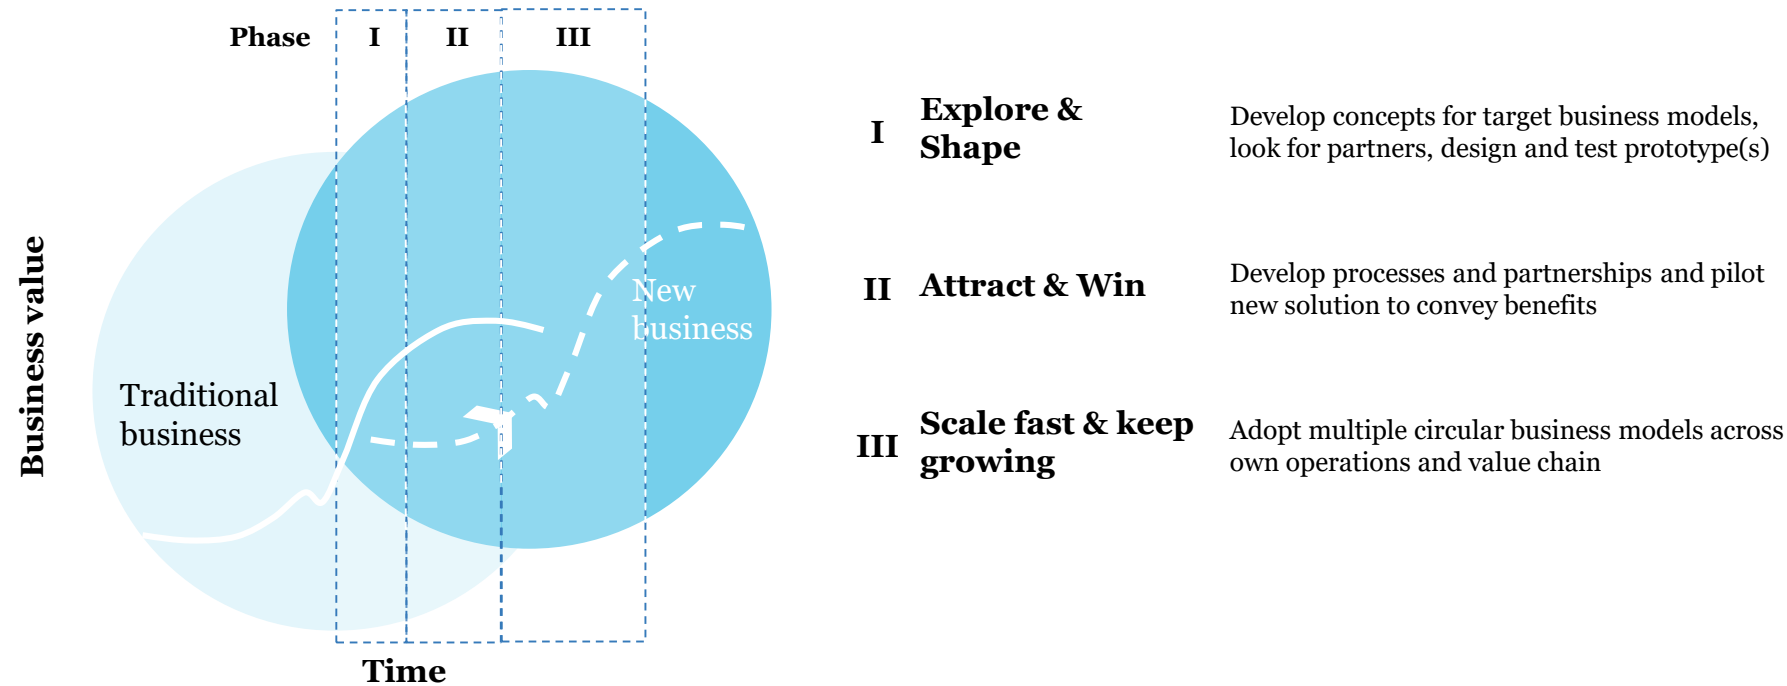 Phase I II III
Business value
Traditional
business
New
business
Time
I
Explore &
Shape
Develop concepts for target business models,
look for partners, design and test prototype(s)
II
Attract & Win
Develop processes and partnerships and pilot
new solution to convey benefits
III
Scale fast & keep
growing
Adopt multiple circular business models across
own operations and value chain